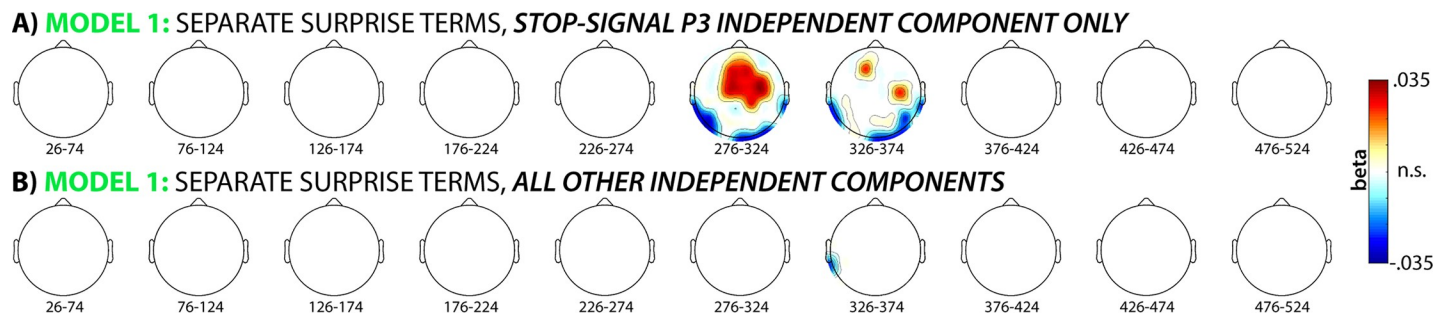 A) MODEL 1: SEPARATE SURPRISE TERMS, STOP-SIGNAL P3 INDEPENDENT COMPONENT ONLY
26-74 76-124 126-174 176-224 226-274 276-324 326-374 376-424 426-474 476-524
B) MODEL 1: SEPARATE SURPRISE TERMS, ALL OTHER INDEPENDENT COMPONENTS
26-74 76-124 126-174 176-224 226-274 276-324 326-374 376-424 426-474 476-524
.035
beta
n.s.
-.035